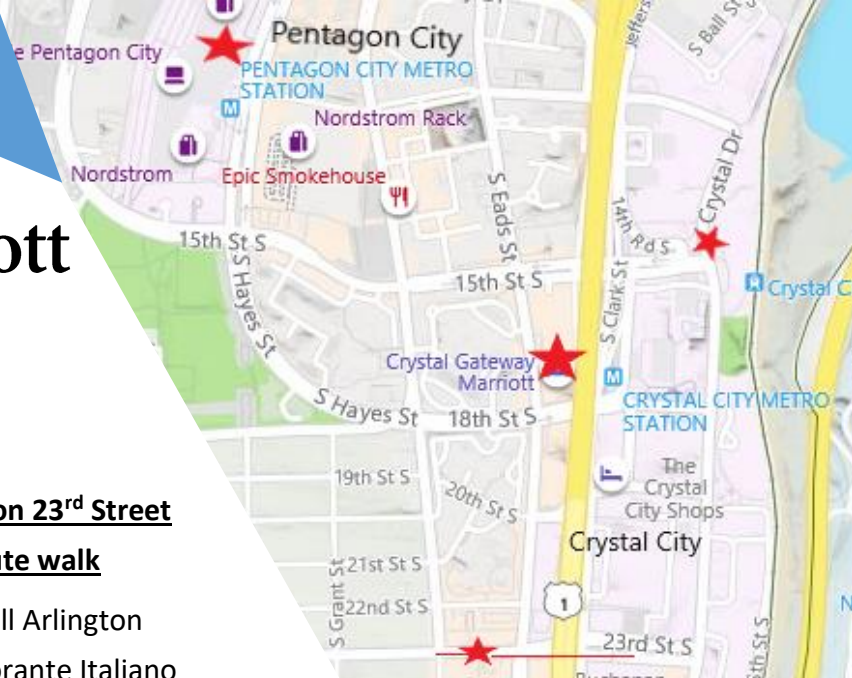 Jeffers
S Ball St
e Pentagon City
Pentagon City
PENTAGON CITY METRO
STATION
M
Nordstrom Rack
Nordstrom
Epic Smokehouse
Crystal Dr
S Eads St
14th Rd S
ott
15th St S
S Hayes St
15th St S
S Clark St
Crystal C
Crystal Gateway
Marriott
M
CRYSTAL CITY METRO
STATION
S Hayes St
18th St S
The
Crystal
City Shops
19th St S
20th St S
on 23rd Street
Crystal City
ute walk
21st St S
S Grant St
1
22nd St S
ll Arlington
23rd St S
orante Italiano